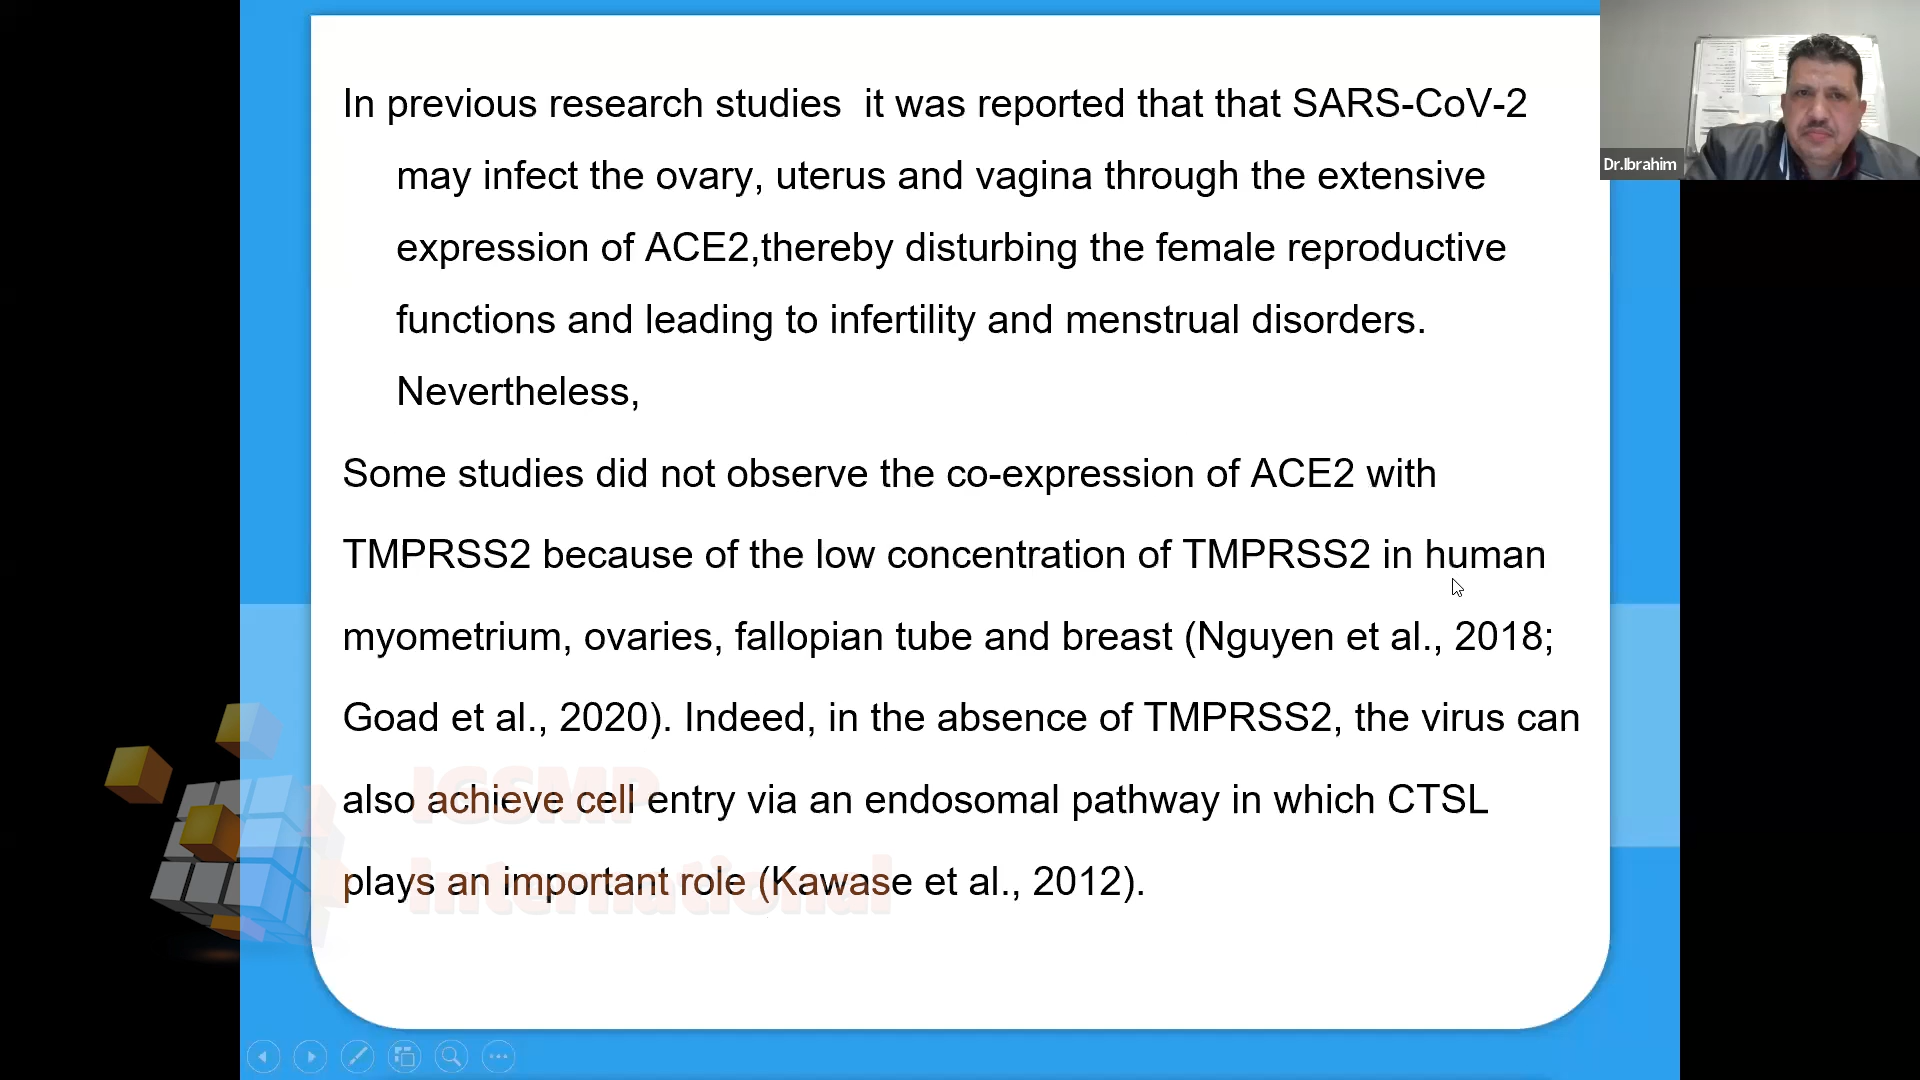 In previous research studies  it was reported that that SARS-CoV-2
may infect the ovary, uterus and vagina through the extensive
expression of ACE2,thereby disturbing the female reproductive
functions and leading to infertility and menstrual disorders.
Nevertheless,
Some studies did not observe the co-expression of ACE2 with
TMPRSS2 because of the low concentration of TMPRSS2 in human
myometrium, ovaries, fallopian tube and breast (Nguyen et al., 2018;
Goad et al., 2020). Indeed, in the absence of TMPRSS2, the virus can
also achieve cell entry via an endosomal pathway in which CTSL
plays an important role (Kawase et al., 2012).
IGSMP
International
Dr.Ibrahim